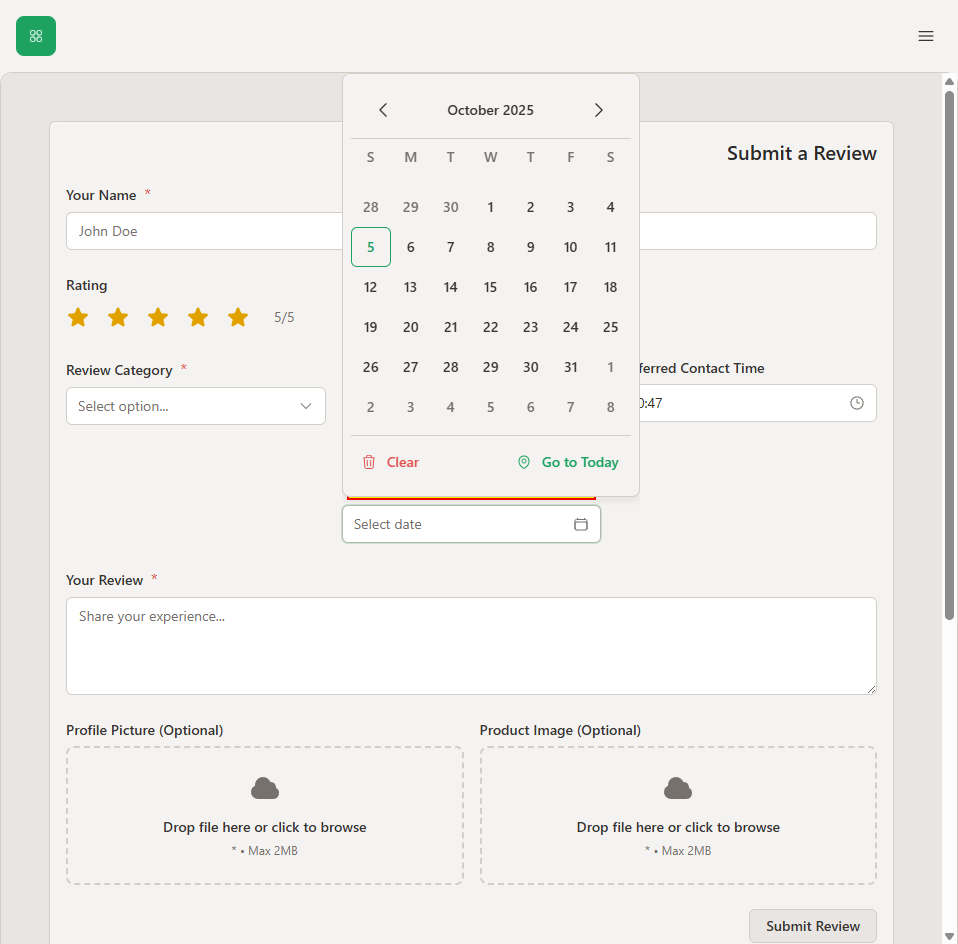 October 2025
S M T W T F S
28 29 30 1 2 3 4
5 6 7 8 9 10 11
12 13 14 15 16 17 18
19 20 21 22 23 24 25
26 27 28 29 30 31 1
2 3 4 5 6 7 8
Clear
Go to Today
Submit a Review
Your Name *
John Doe
Rating
5/5
Review Category *
Select option...
ferred Contact Time
:47
Select date
Your Review *
Share your experience...
Profile Picture (Optional)
Drop file here or click to browse
* • Max 2MB
Product Image (Optional)
Drop file here or click to browse
* • Max 2MB
Submit Review